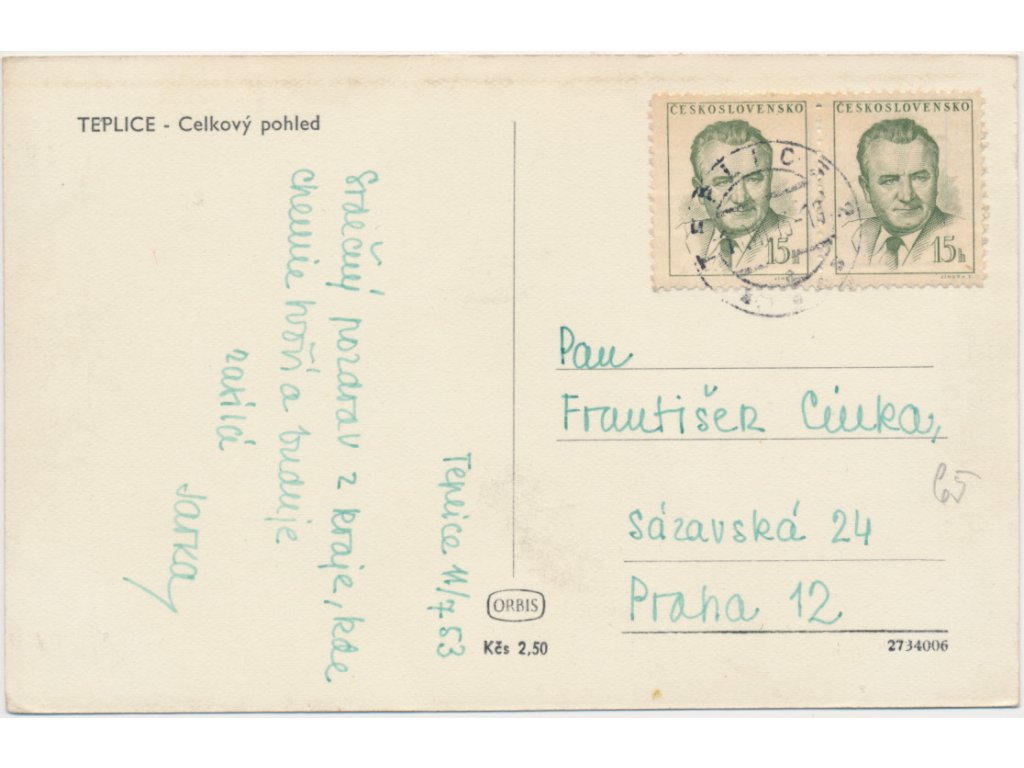 TEPLICE - Celkový pohled
ČESKOSLOVENSKO
ČESKOSLOVENSKO
15h
15h
Srdečný pozdrav z kraje, kde
chemie tvoří a buduje
zasílá
Jarka
Teplice 11/7 53
Pan
František Cinka,
Sázavská 24
Praha 12
ORBIS
Kčs 2,50
2734006